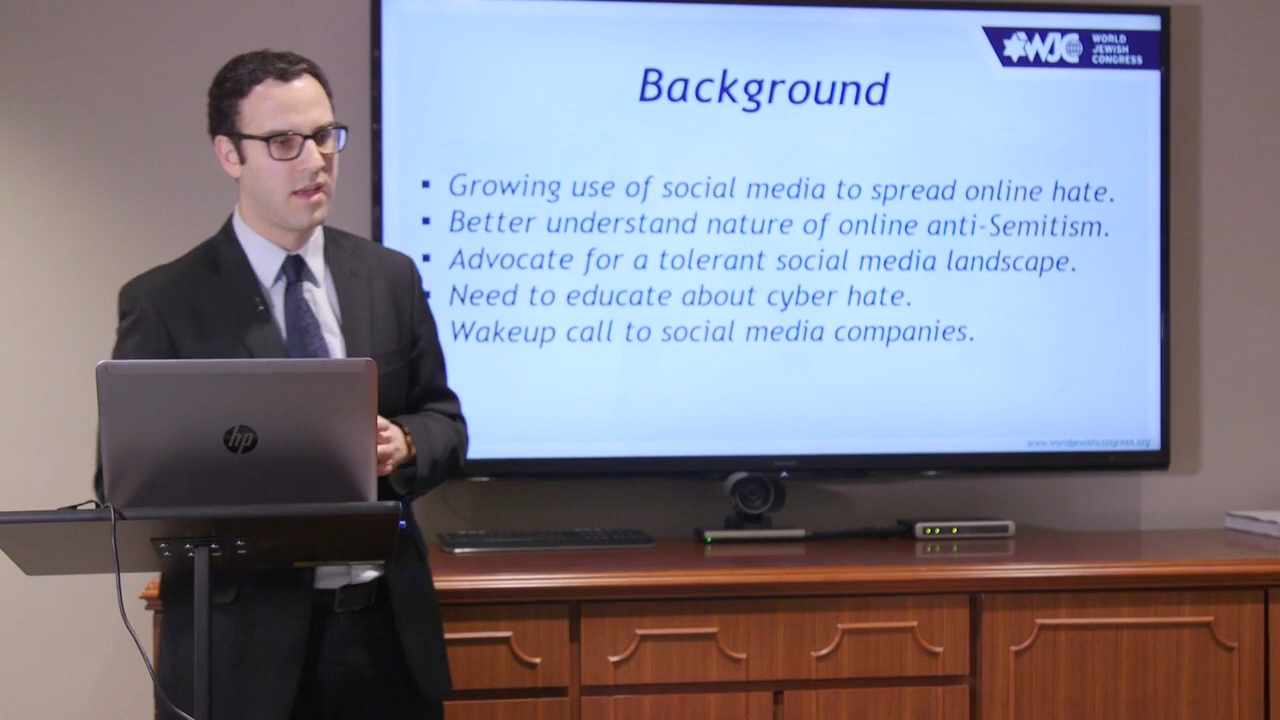 WJC
WORLD
JEWISH
CONGRESS
Background
Growing use of social media to spread online hate.
Better understand nature of online anti-Semitism.
Advocate for a tolerant social media landscape.
Need to educate about cyber hate.
Wakeup call to social media companies.
www.worldjewishcongress.org
hp